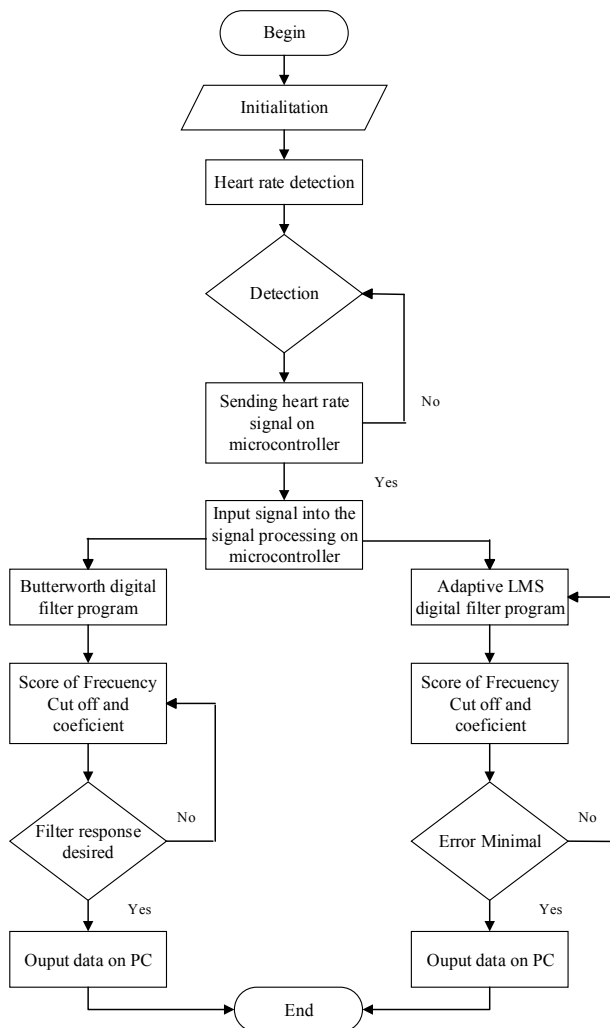 Begin
Initialitation
Heart rate detection
Detection
Sending heart rate
signal on
microcontroller
No
Yes
Input signal into the
signal processing on
microcontroller
Butterworth digital
filter program
Score of Frecuency
Cut off and
coeficient
No
Filter response
desired
Yes
Ouput data on PC
Adaptive LMS
digital filter program
Score of Frecuency
Cut off and
coeficient
No
Error Minimal
Yes
Ouput data on PC
End